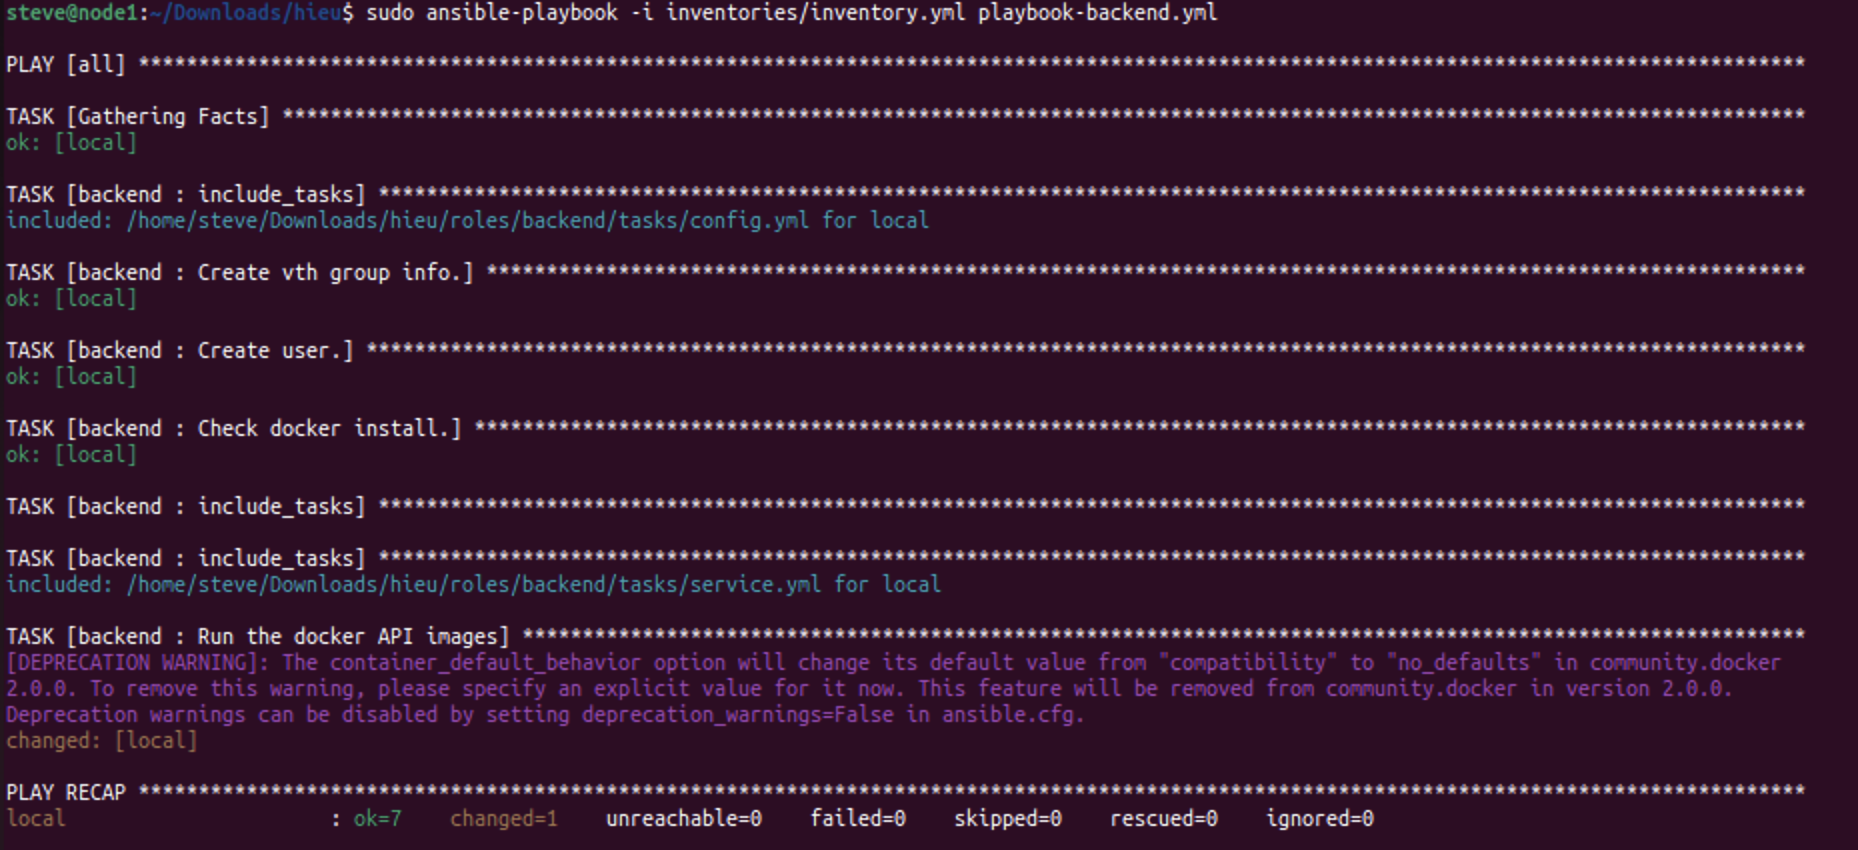 steve@node1:~/Downloads/hieu$ sudo ansible-playbook -i inventories/inventory.yml playbook-backend.yml
PLAY [all] *******************************************************************************************************************************************
TASK [Gathering Facts] *******************************************************************************************************************************
ok: [local]
TASK [backend : include_tasks] ***********************************************************************************************************************
included: /home/steve/Downloads/hieu/roles/backend/tasks/config.yml for local
TASK [backend : Create vth group info.] **************************************************************************************************************
ok: [local]
TASK [backend : Create user.] ************************************************************************************************************************
ok: [local]
TASK [backend : Check docker install.] ***************************************************************************************************************
ok: [local]
TASK [backend : include_tasks] ***********************************************************************************************************************
TASK [backend : include_tasks] ***********************************************************************************************************************
included: /home/steve/Downloads/hieu/roles/backend/tasks/service.yml for local
TASK [backend : Run the docker API images] ***********************************************************************************************************
[DEPRECATION WARNING]: The container_default_behavior option will change its default value from "compatibility" to "no_defaults" in community.docker
2.0.0. To remove this warning, please specify an explicit value for it now. This feature will be removed from community.docker in version 2.0.0.
Deprecation warnings can be disabled by setting deprecation_warnings=False in ansible.cfg.
changed: [local]
PLAY RECAP *******************************************************************************************************************************************
local                      : ok=7    changed=1    unreachable=0    failed=0    skipped=0    rescued=0    ignored=0